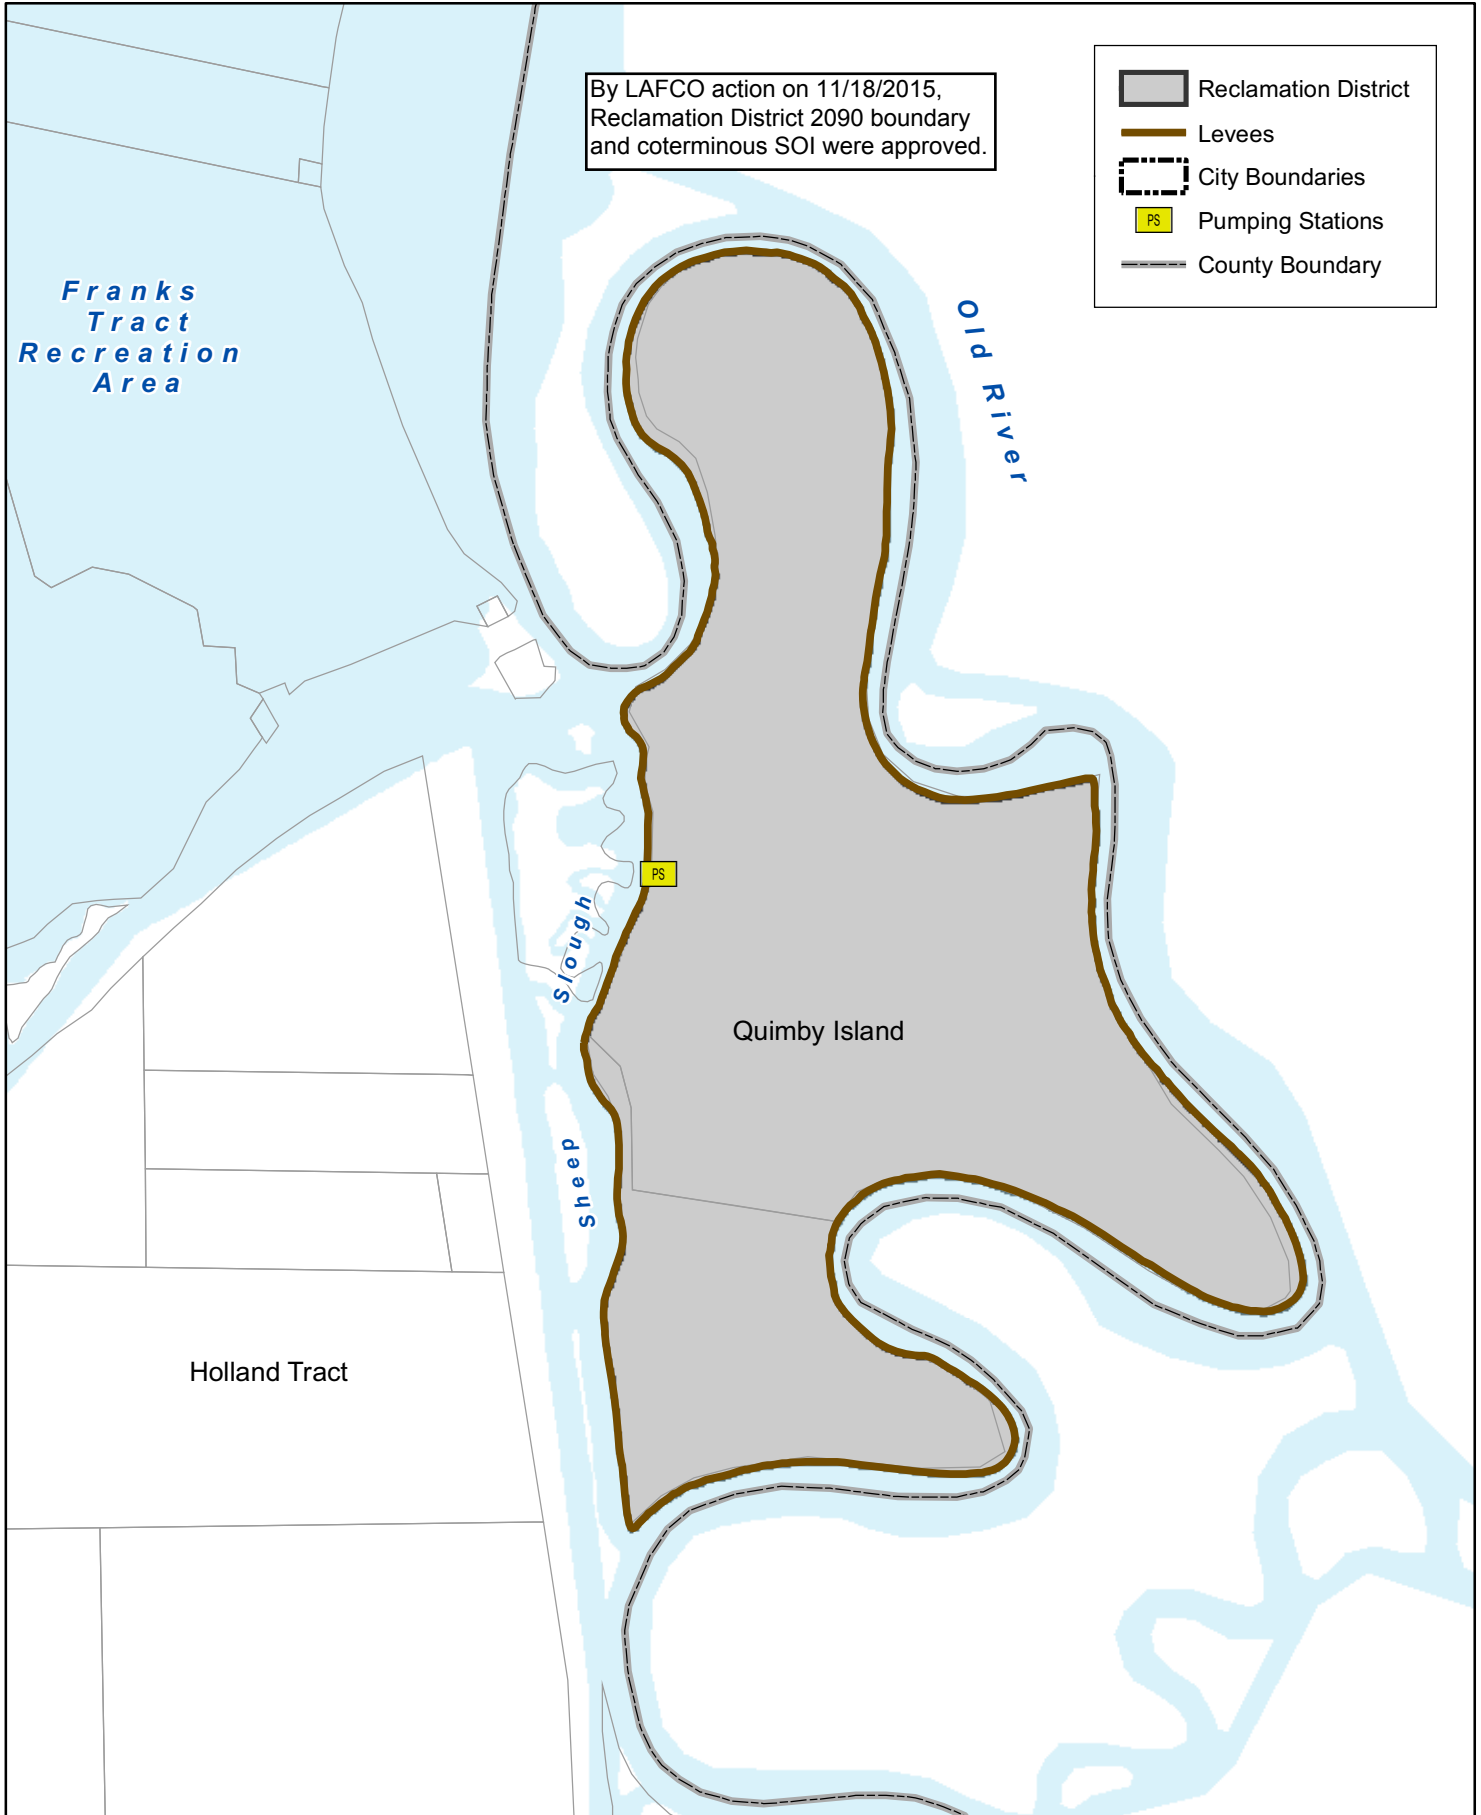 By LAFCO action on 11/18/2015,
Reclamation District 2090 boundary
and coterminous SOI were approved.
Reclamation District
Levees
City Boundaries
PS Pumping Stations
County Boundary
Franks
Tract
Recreation
Area
Old River
PS
Sheep Slough
Quimby Island
Holland Tract